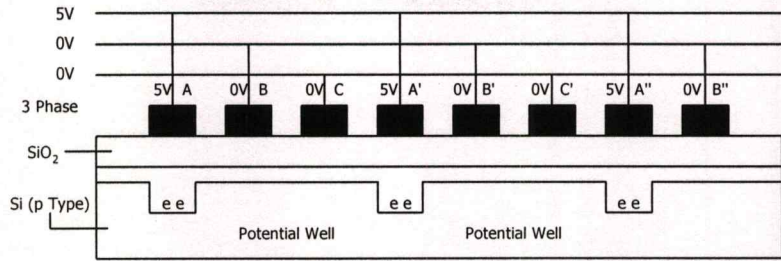 5V
0V
0V
5V A 0V B 0V C 5V A' 0V B' 0V C' 5V A" 0V B"
3 Phase
SiO₂
Si (p Type)
e e e e e e
Potential Well Potential Well